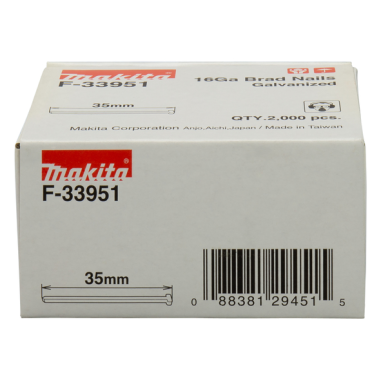 Makita
F-33951
35mm
16Ga Brad Nails
Galvanized
QTY.2,000 pcs.
Makita Corporation Anjo,Aichi,Japan / Made in Taiwan
Makita
F-33951
35mm
0 88381 29451 5